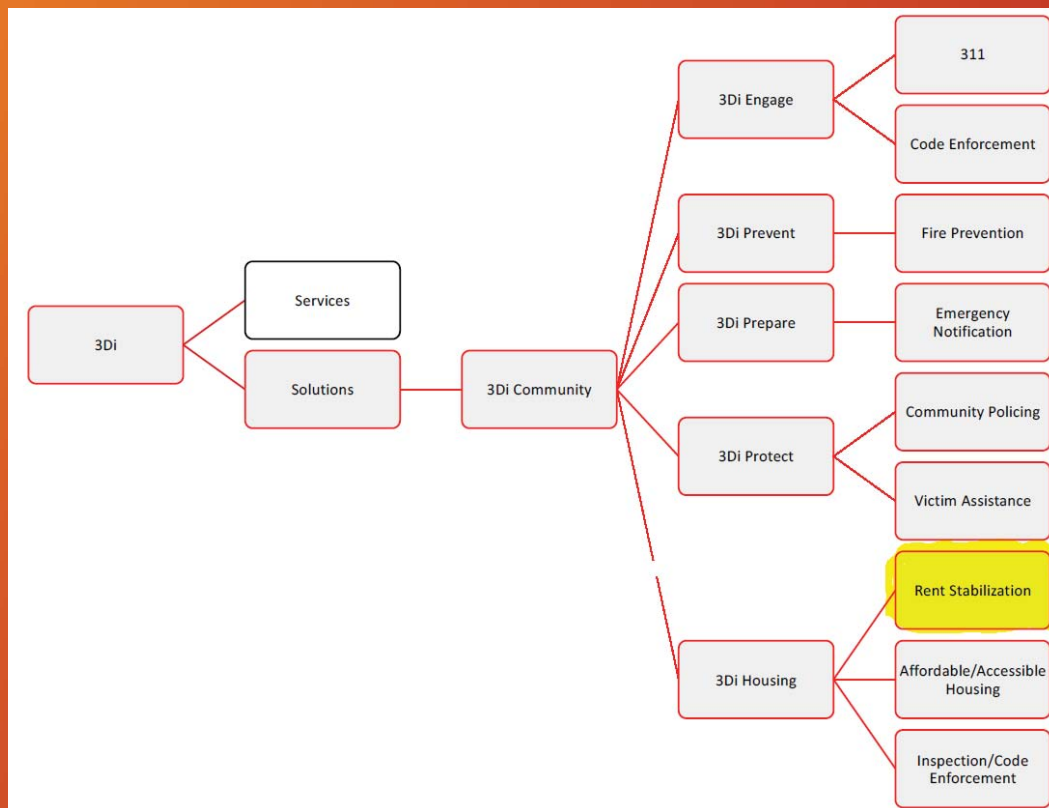 3Di
Services
Solutions
3Di Community
3Di Engage
311
Code Enforcement
3Di Prevent
Fire Prevention
3Di Prepare
Emergency
Notification
3Di Protect
Community Policing
Victim Assistance
3Di Housing
Rent Stabilization
Affordable/Accessible
Housing
Inspection/Code
Enforcement